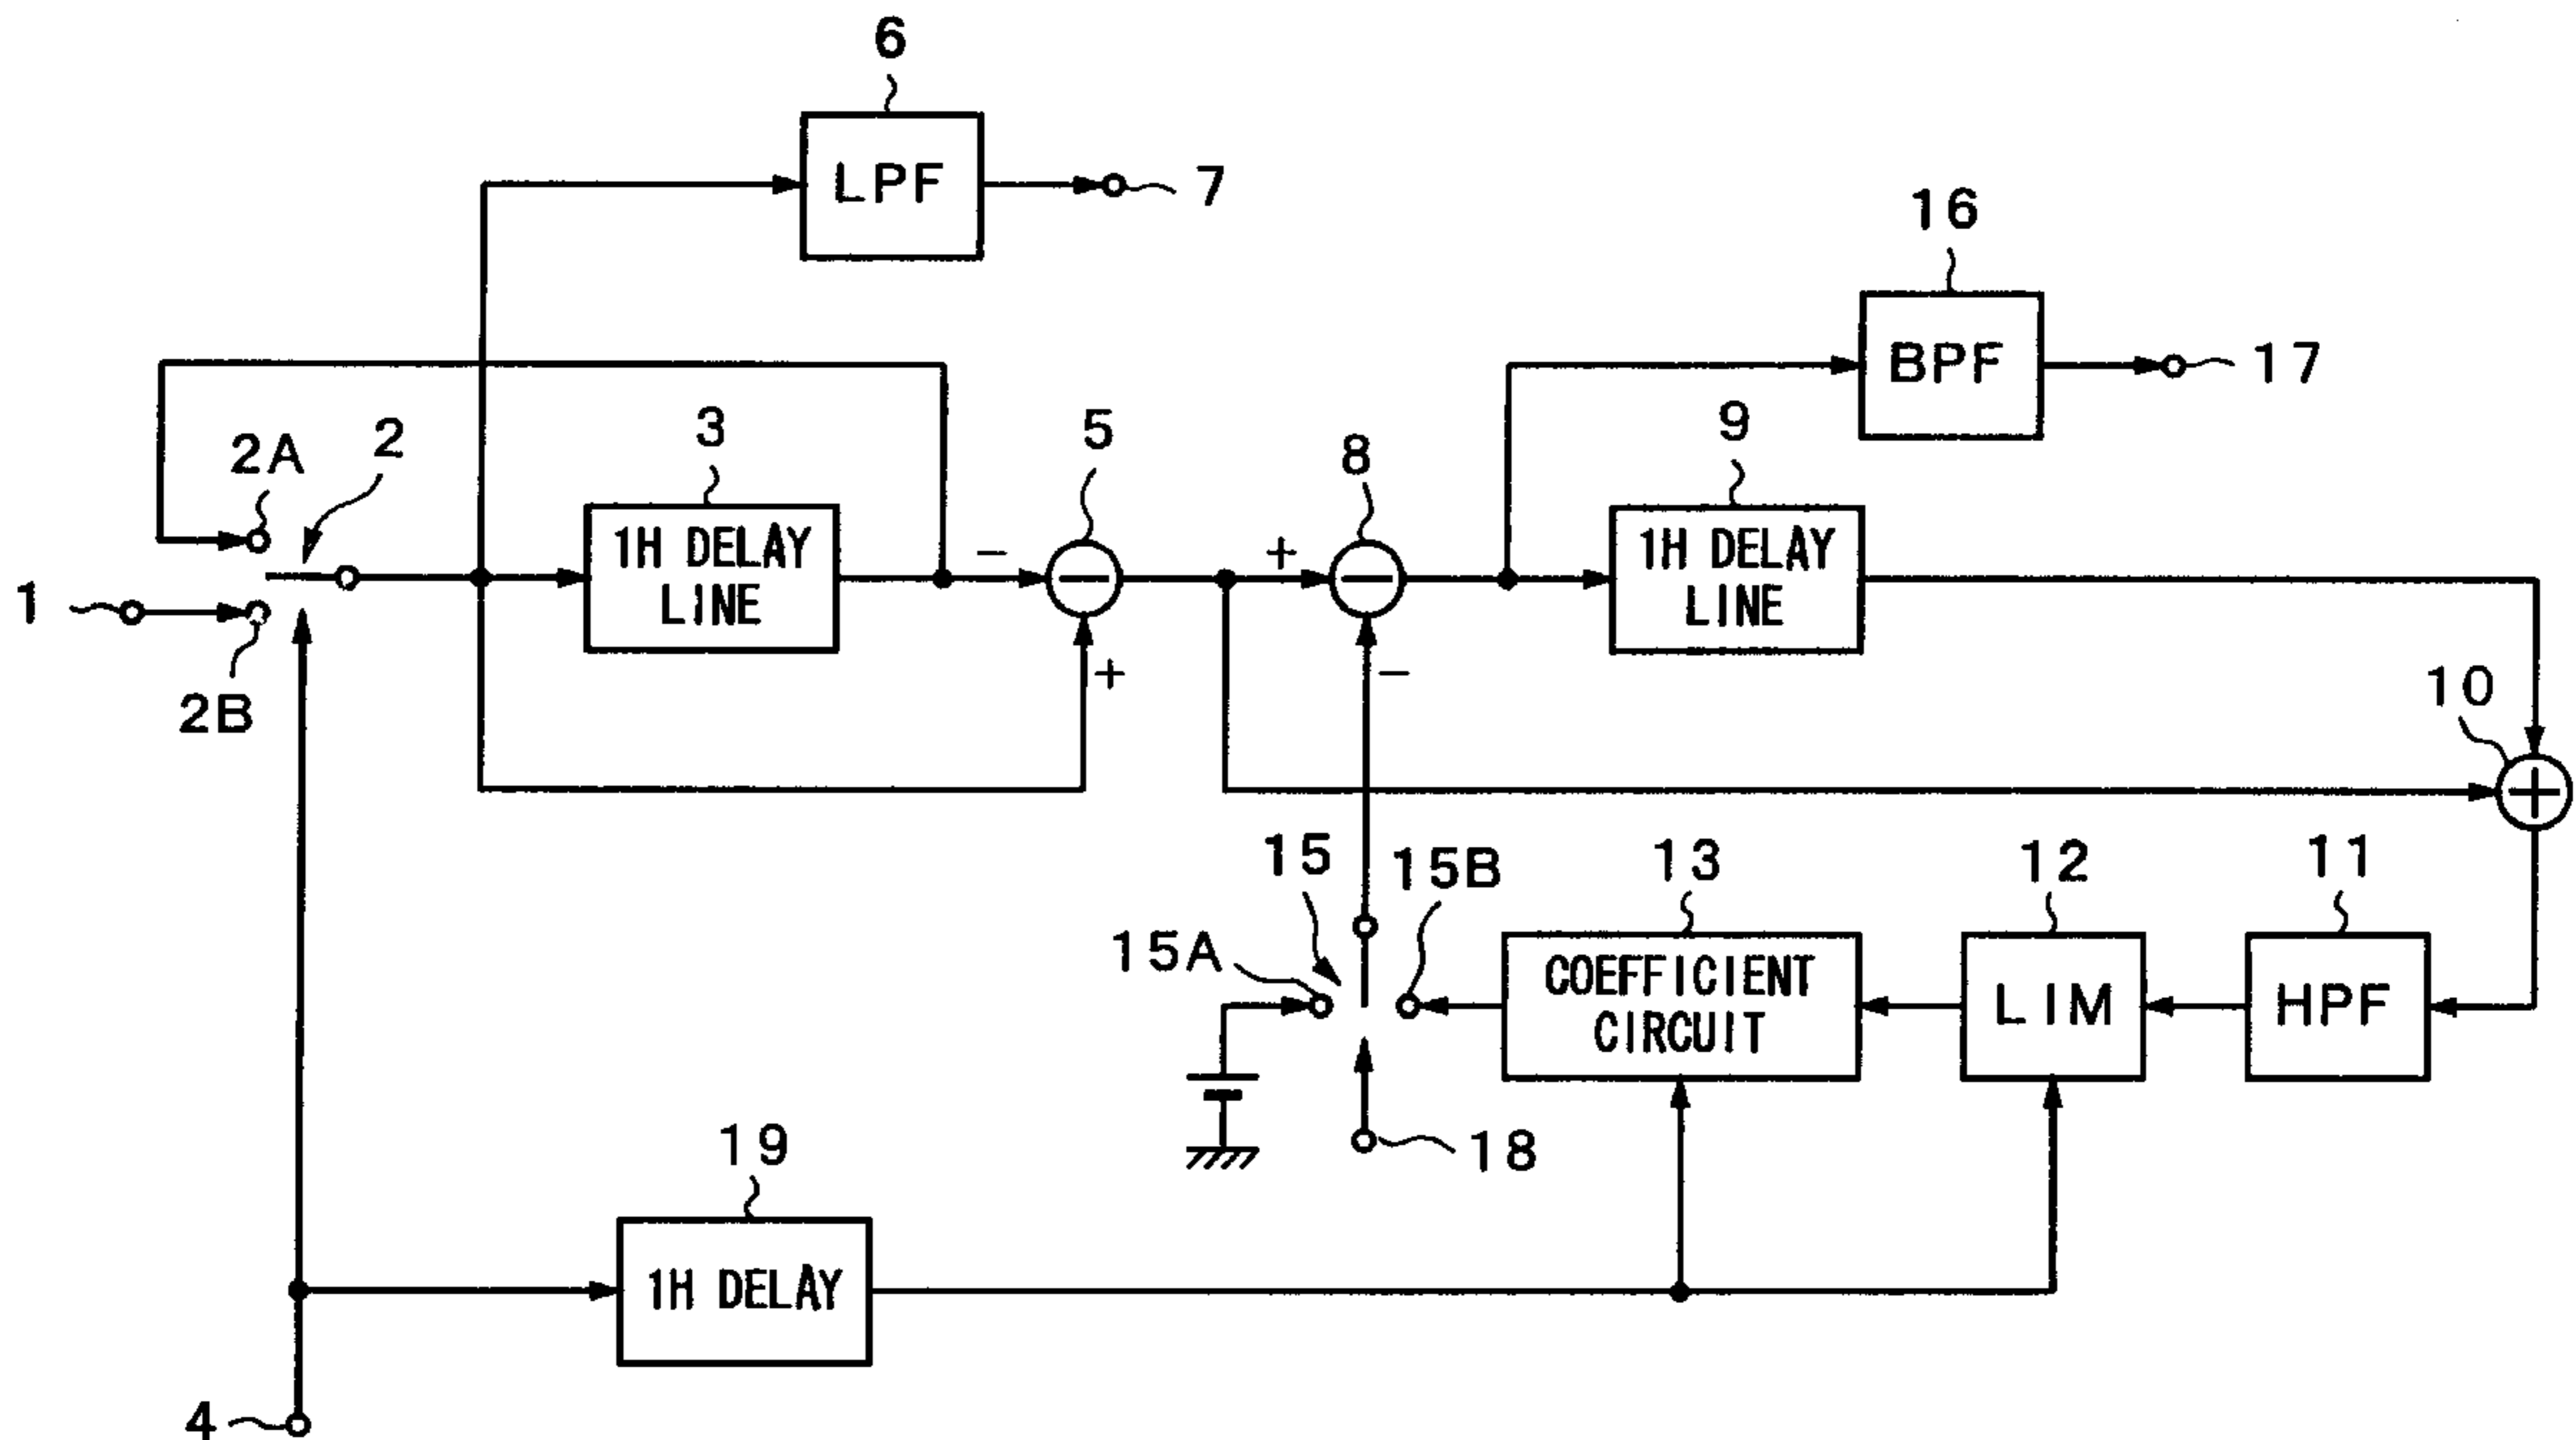 6
LPF
7
16
BPF
17
2A
2
3
1H DELAY
LINE
5
8
9
1H DELAY
LINE
-
-
+
-
1
2B
+
-
10
+
15
15B
13
12
11
15A
COEFFICIENT
CIRCUIT
LIM
HPF
19
18
1H DELAY
4